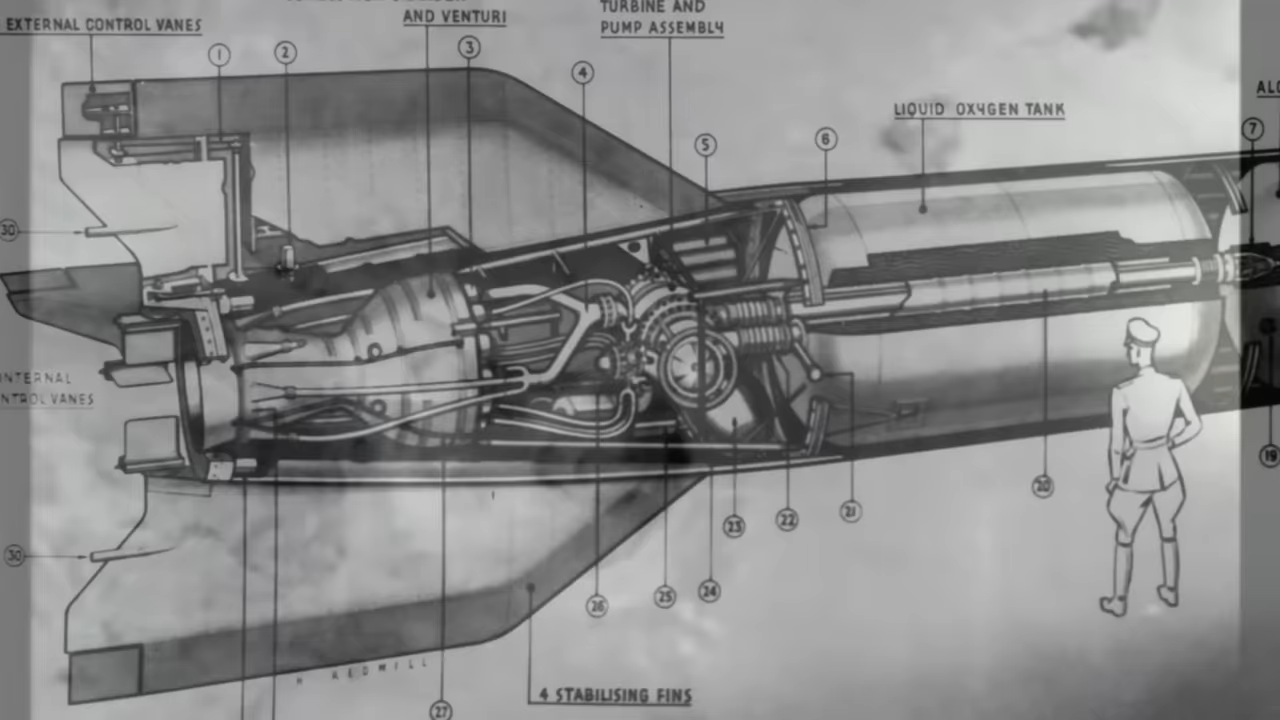 EXTERNAL CONTROL VANES
AND VENTURI
TURBINE AND
PUMP ASSEMBLY
LIQUID OXYGEN TANK
1
2
3
4
5
6
7
30
INTERNAL
CONTROL VANES
30
19
20
21
22
23
24
25
26
27
H REDMILL
4 STABILISING FINS